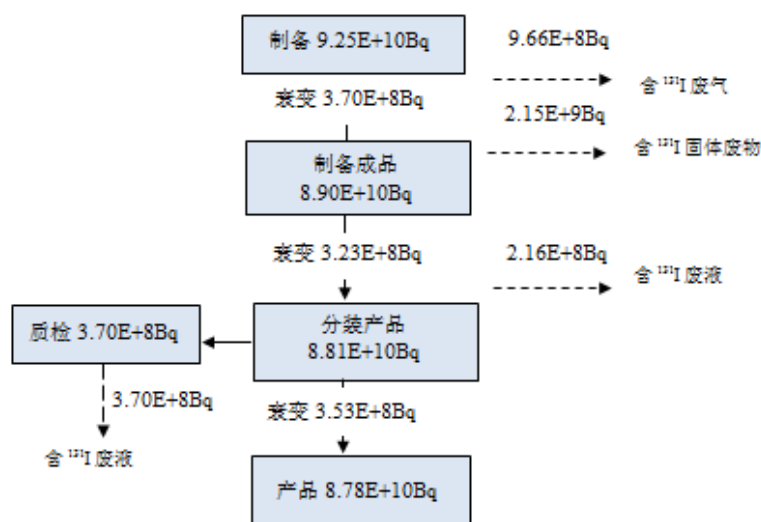 制备 9.25E+10Bq
9.66E+8Bq
含 ¹³¹I 废气
衰变 3.70E+8Bq
2.15E+9Bq
含 ¹³¹I 固体废物
制备成品
8.90E+10Bq
衰变 3.23E+8Bq
2.16E+8Bq
含 ¹³¹I 废液
质检 3.70E+8Bq
分装产品
8.81E+10Bq
3.70E+8Bq
衰变 3.53E+8Bq
含 ¹³¹I 废液
产品 8.78E+10Bq